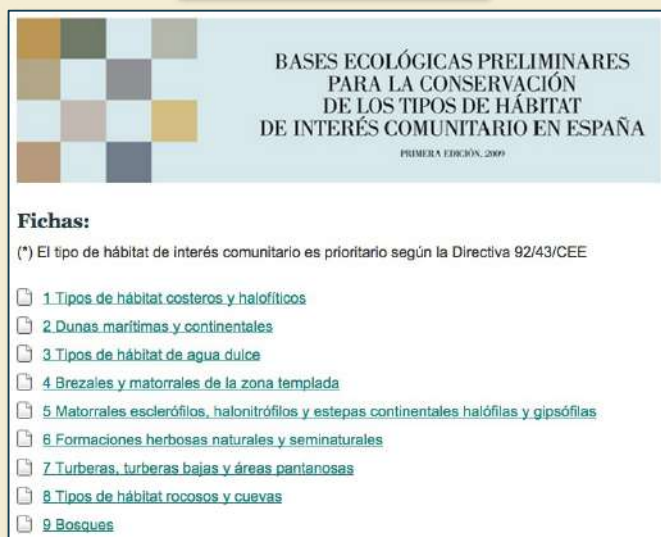 BASES ECOLÓGICAS PRELIMINARES
PARA LA CONSERVACIÓN
DE LOS TIPOS DE HÁBITAT
DE INTERÉS COMUNITARIO EN ESPAÑA
PRIMERA EDICIÓN, 2009
Fichas:
(*) El tipo de hábitat de interés comunitario es prioritario según la Directiva 92/43/CEE
1 Tipos de hábitat costeros y halofíticos
2 Dunas marítimas y continentales
3 Tipos de hábitat de agua dulce
4 Brezales y matorrales de la zona templada
5 Matorrales esclerófilos, halonitrófilos y estepas continentales halófilas y gipsófilas
6 Formaciones herbosas naturales y seminaturales
7 Turberas, turberas bajas y áreas pantanosas
8 Tipos de hábitat rocosos y cuevas
9 Bosques